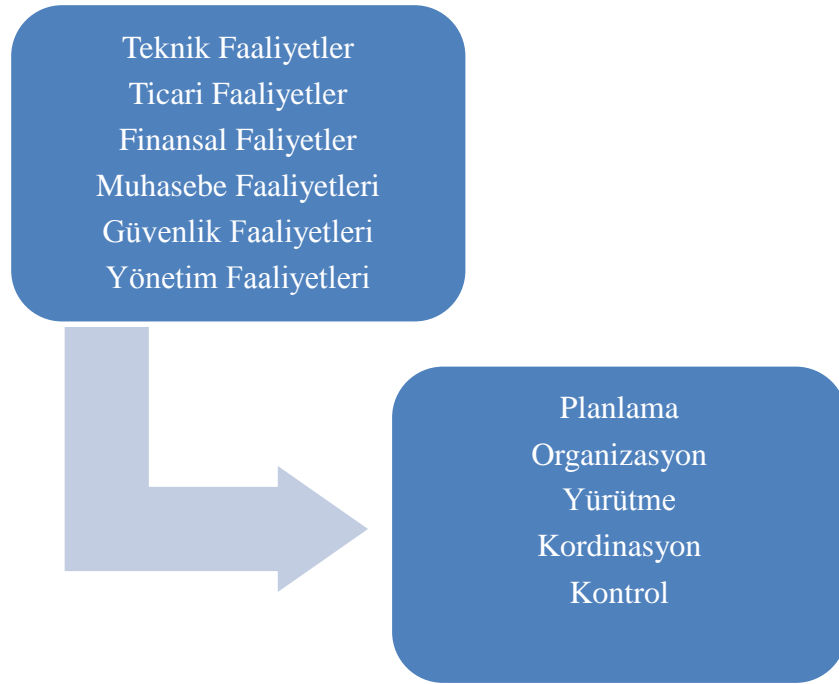 Teknik Faaliyetler
Ticari Faaliyetler
Finansal Faliyetler
Muhasebe Faaliyetleri
Güvenlik Faaliyetleri
Yönetim Faaliyetleri
Planlama
Organizasyon
Yürütme
Kordinasyon
Kontrol